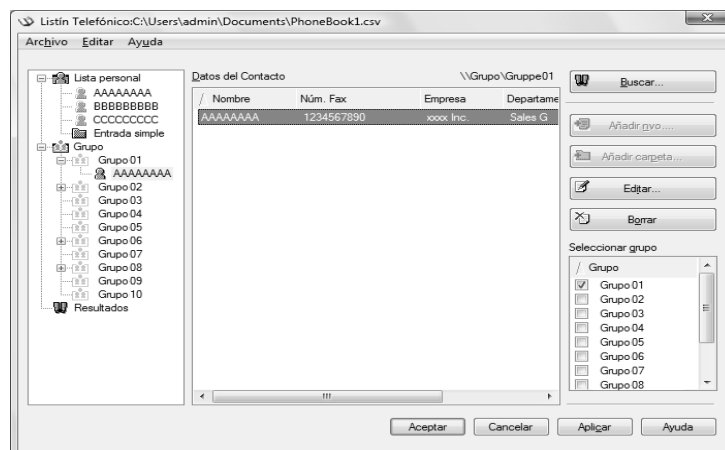 Listín Telefónico:C:\Users\admin\Documents\PhoneBook1.csv
Archivo Editar Ayuda
Lista personal
AAAAAAAA
BBBBBBBBB
CCCCCCCCC
Entrada simple
Grupo
Grupo 01
AAAAAAAA
Grupo 02
Grupo 03
Grupo 04
Grupo 05
Grupo 06
Grupo 07
Grupo 08
Grupo 09
Grupo 10
Resultados
Datos del Contacto \\Grupo\Gruppe01
/ Nombre Núm. Fax Empresa Departame
AAAAAAAA 1234567890 xxxx Inc. Sales G
Buscar...
Añadir nvo....
Añadir carpeta...
Editar...
Borrar
Seleccionar grupo
/ Grupo
Grupo 01
Grupo 02
Grupo 03
Grupo 04
Grupo 05
Grupo 06
Grupo 07
Grupo 08
Aceptar Cancelar Aplicar Ayuda